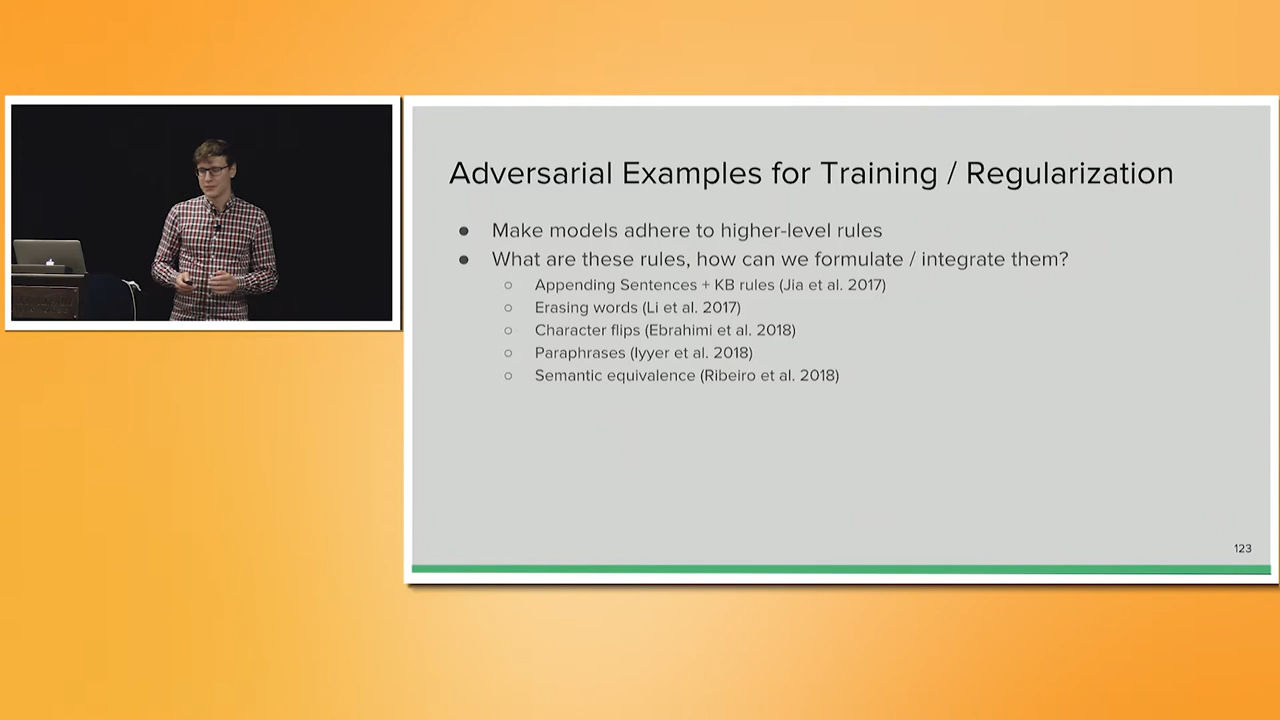 Adversarial Examples for Training / Regularization
● Make models adhere to higher-level rules
● What are these rules, how can we formulate / integrate them?
○ Appending Sentences + KB rules (Jia et al. 2017)
○ Erasing words (Li et al. 2017)
○ Character flips (Ebrahimi et al. 2018)
○ Paraphrases (Iyyer et al. 2018)
○ Semantic equivalence (Ribeiro et al. 2018)
123